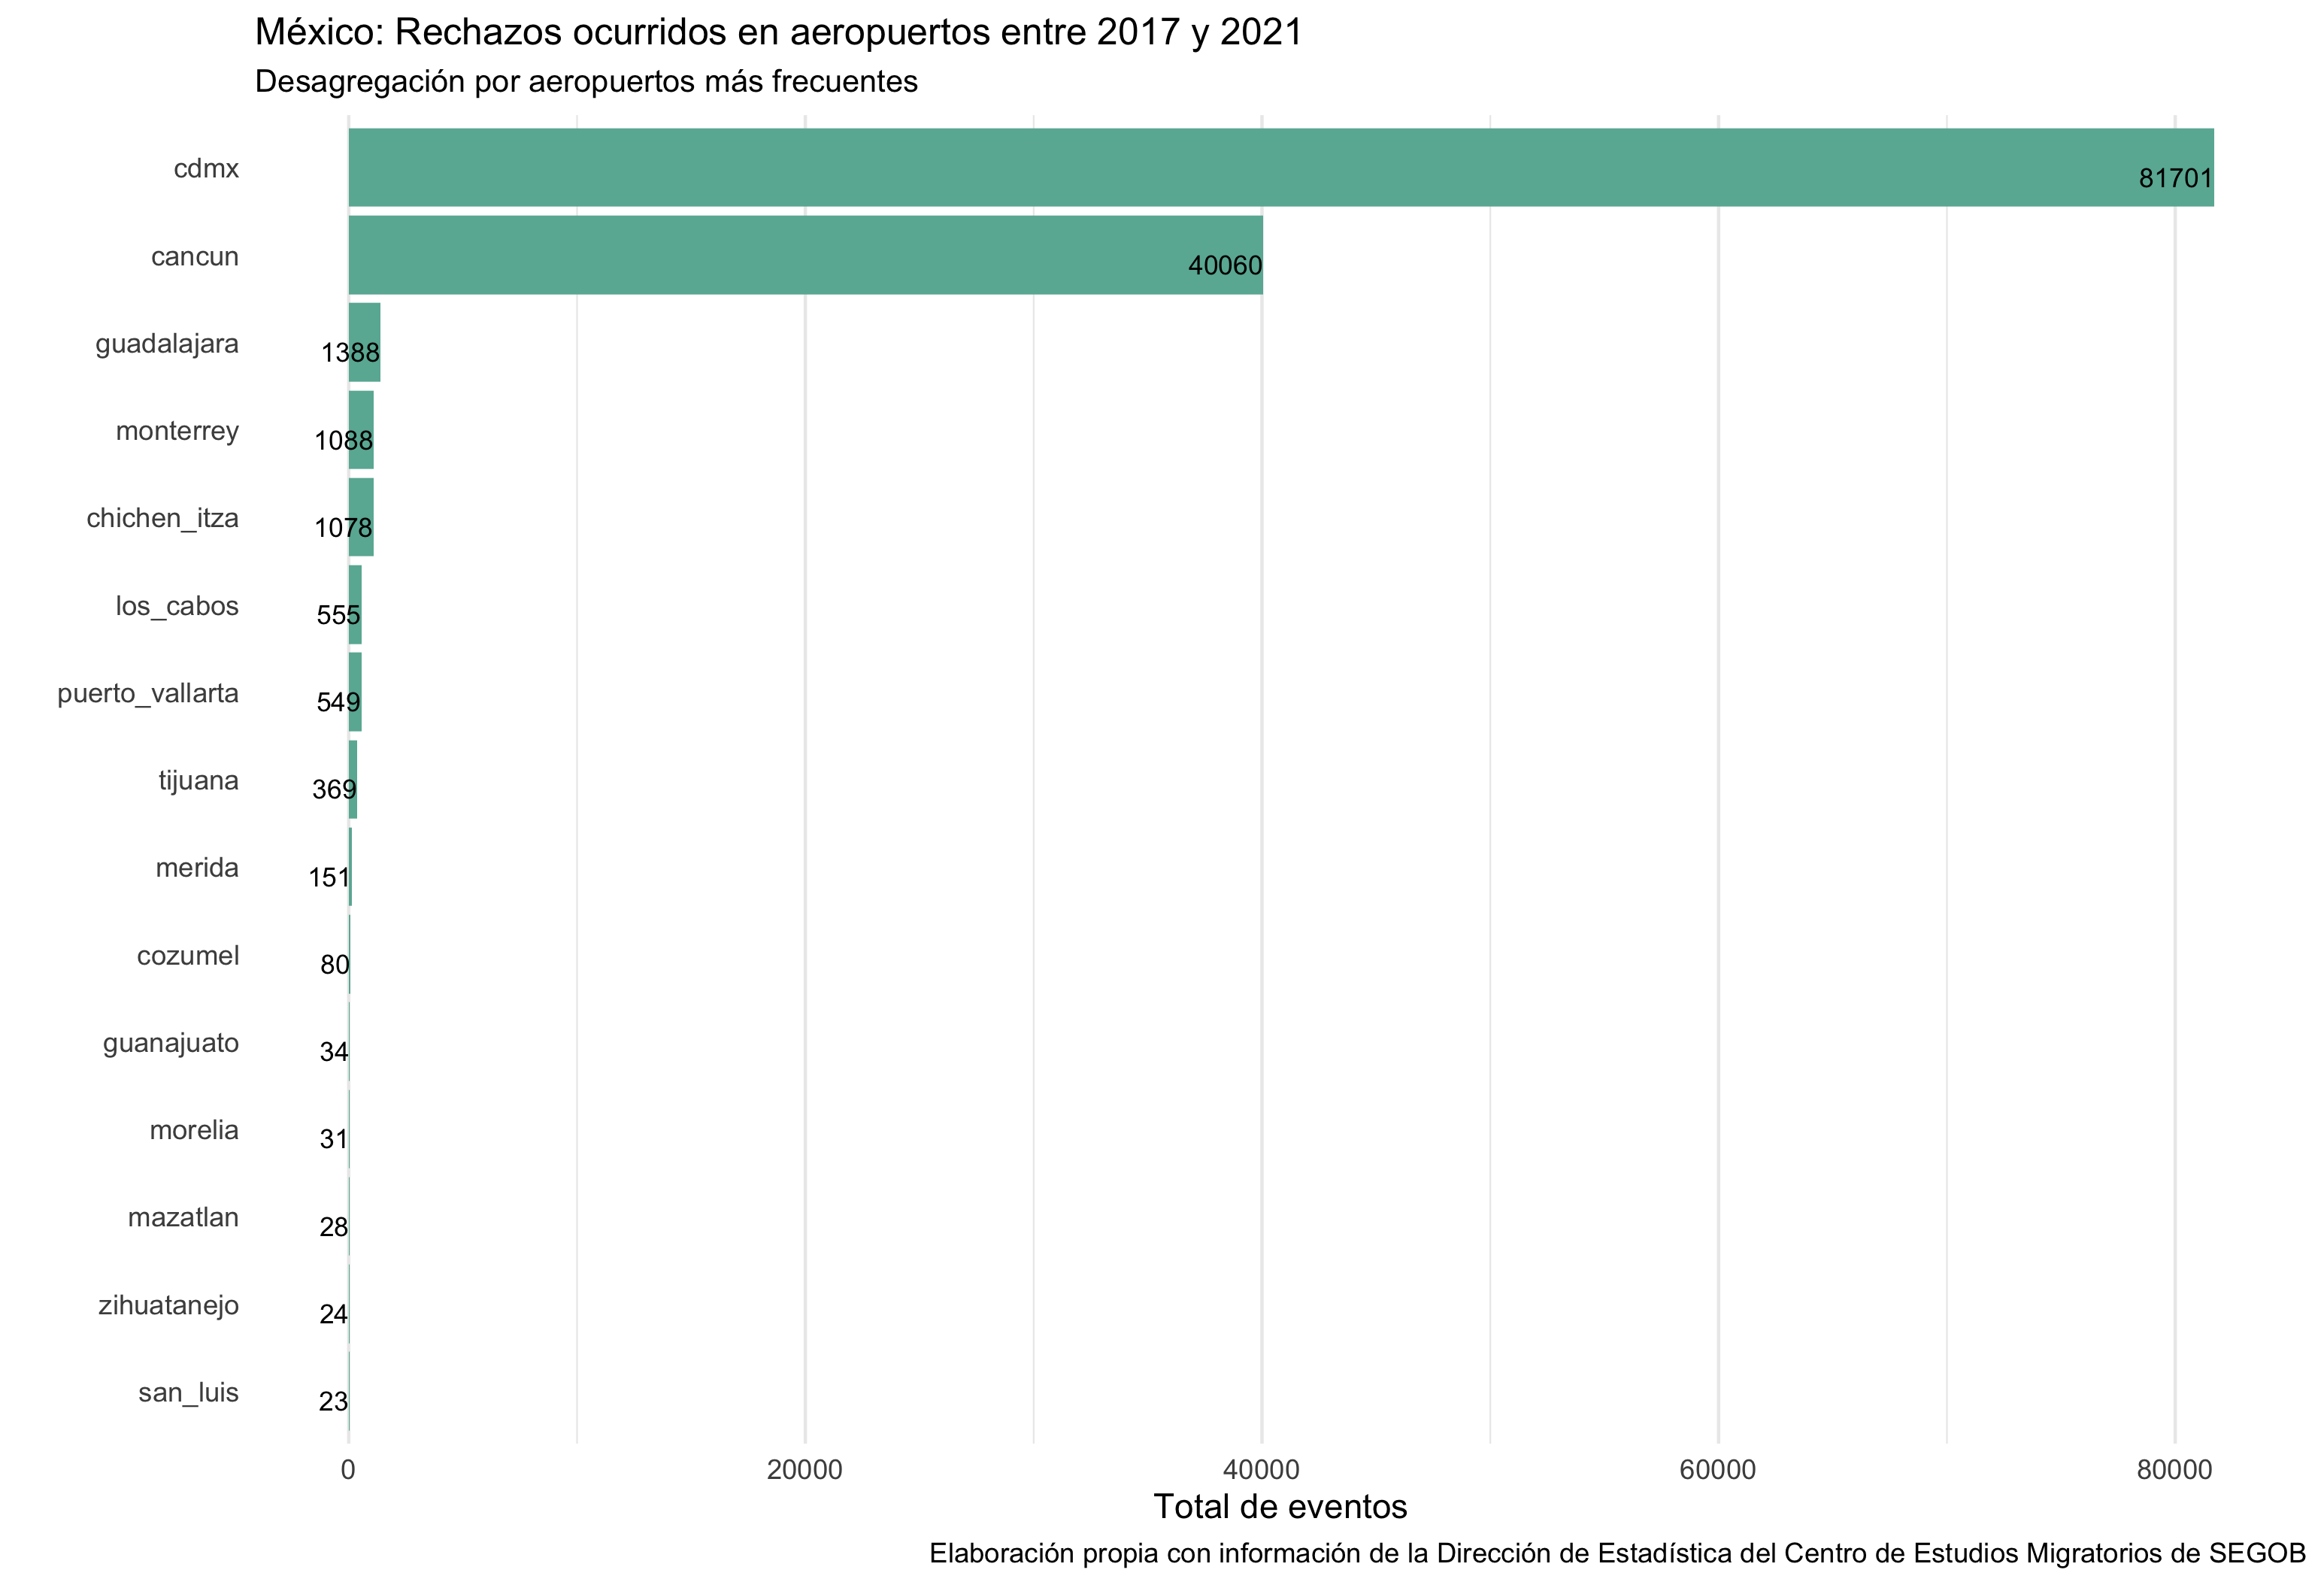 México: Rechazos ocurridos en aeropuertos entre 2017 y 2021
Desagregación por aeropuertos más frecuentes
cdmx 81701
cancun 40060
guadalajara 1388
monterrey 1088
chichen_itza 1078
los_cabos 555
puerto_vallarta 549
tijuana 369
merida 151
cozumel 80
guanajuato 34
morelia 31
mazatlan 28
zihuatanejo 24
san_luis 23
0 20000 40000 60000 80000
Total de eventos
Elaboración propia con información de la Dirección de Estadística del Centro de Estudios Migratorios de SEGOB